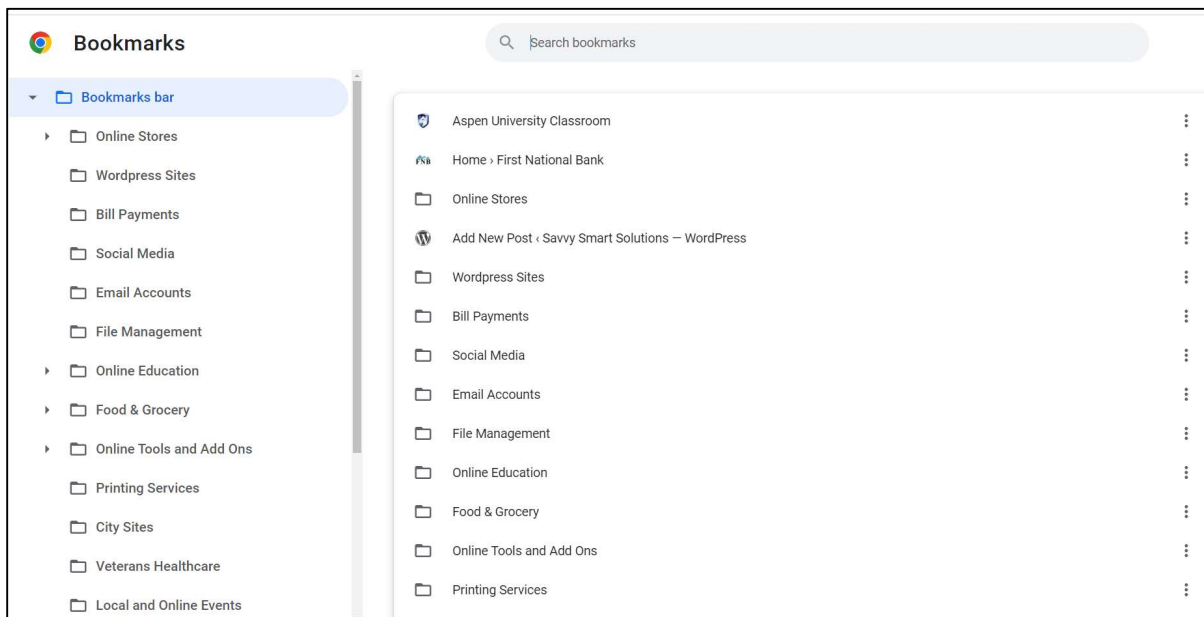 Bookmarks
Search bookmarks
Bookmarks bar
Online Stores
Wordpress Sites
Bill Payments
Social Media
Email Accounts
File Management
Online Education
Food & Grocery
Online Tools and Add Ons
Printing Services
City Sites
Veterans Healthcare
Local and Online Events
Aspen University Classroom
FNB
Home › First National Bank
Online Stores
Add New Post ‹ Savvy Smart Solutions — WordPress
Wordpress Sites
Bill Payments
Social Media
Email Accounts
File Management
Online Education
Food & Grocery
Online Tools and Add Ons
Printing Services